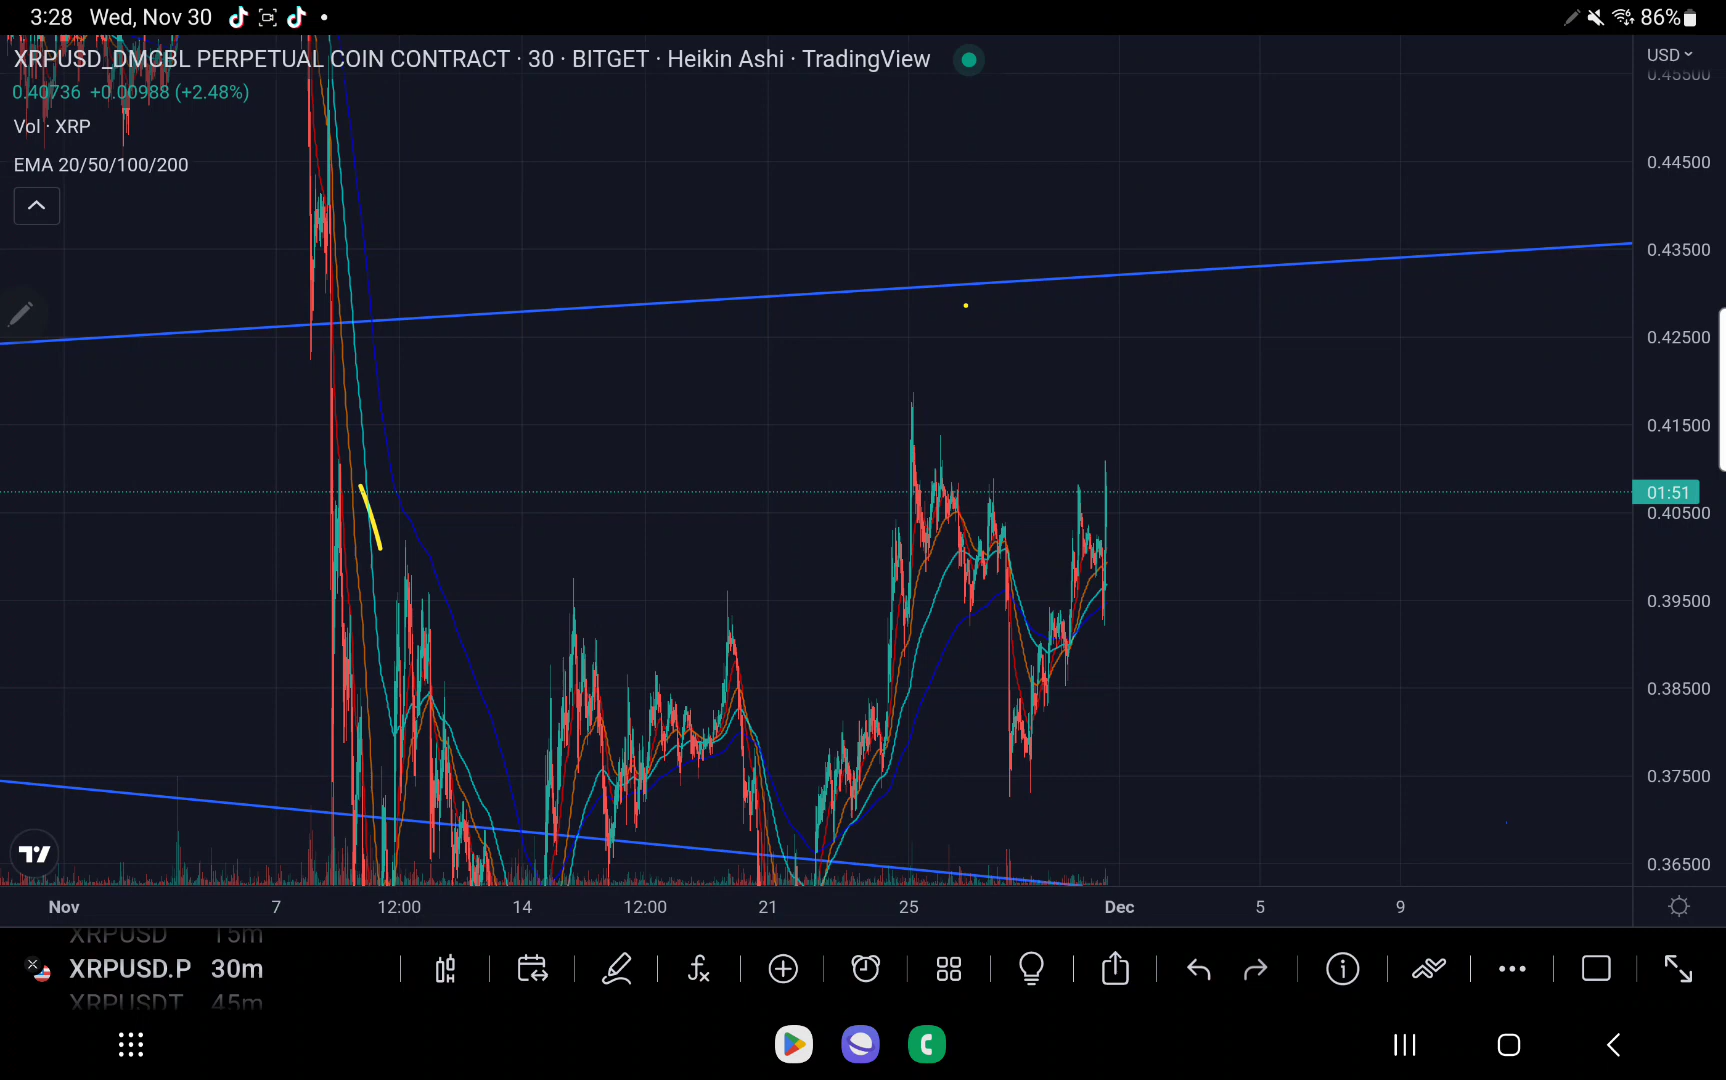 3:28 Wed, Nov 30 86%
XRPUSD_DMCBL PERPETUAL COIN CONTRACT · 30 · BITGET · Heikin Ashi · TradingView
USD
0.45500
0.40736 +0.00988 (+2.48%)
Vol · XRP
EMA 20/50/100/200
0.44500
0.43500
0.42500
0.41500
01:51
0.40500
0.39500
0.38500
0.37500
0.36500
Nov 7 12:00 14 12:00 21 25 Dec 5 9
XRPUSD 15m
XRPUSD.P 30m
XRPUSDT 45m